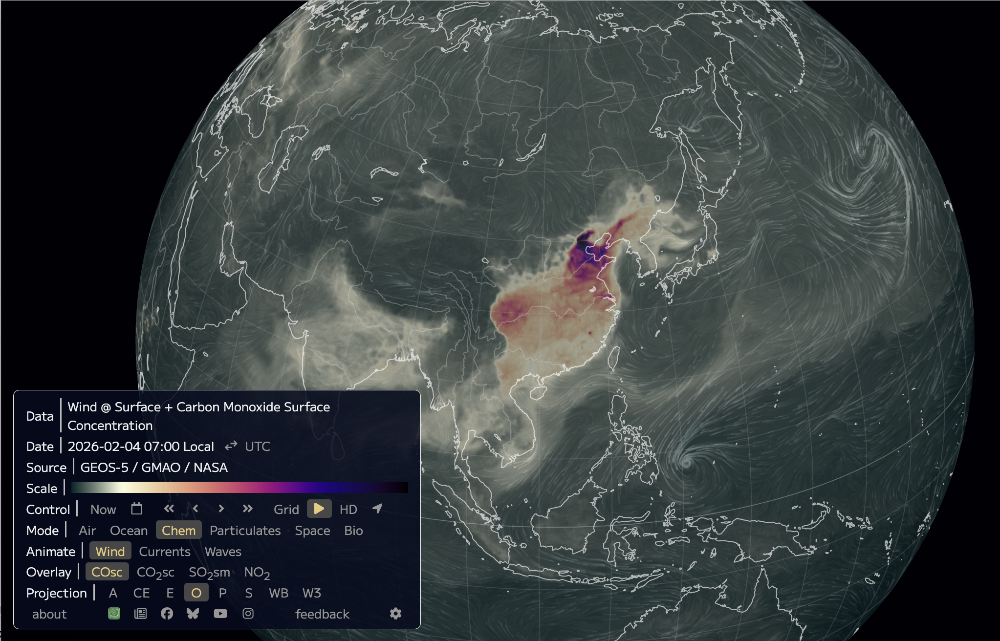 Data
Wind @ Surface + Carbon Monoxide Surface
Concentration
Date 2026-02-04 07:00 Local UTC
Source GEOS-5 / GMAO / NASA
Scale
Control Now Grid HD
Mode Air Ocean Chem Particulates Space Bio
Animate Wind Currents Waves
Overlay COsc CO₂sc SO₂sm NO₂
Projection A CE E O P S WB W3
about feedback